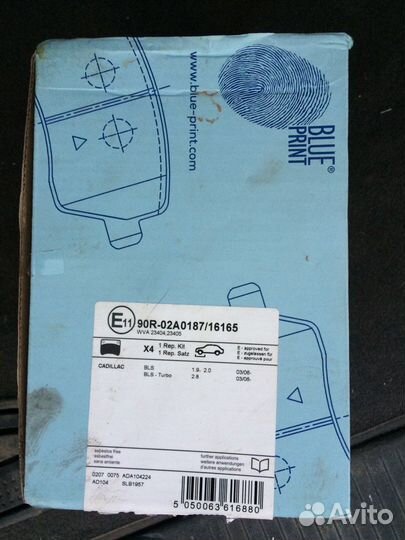 www.blue-print.com
BLUE
PRINT®
E11 90R-02A0187/16165
WVA 23404,23405
X4
1 Rep. Kit
1 Rep. Satz
E - approved for
E - zugelassen für
E - approuvé pour
CADILLAC
BLS 1.9- 2.0 03/06-
BLS - Turbo 2.8 03/06-
asbestos free
asbestfrei
sans amiante
further applications
weitere anwendungen
d'autres applications
0207 0075 ADA104224
AD104 SLB1957
5 050063 616880
Avito